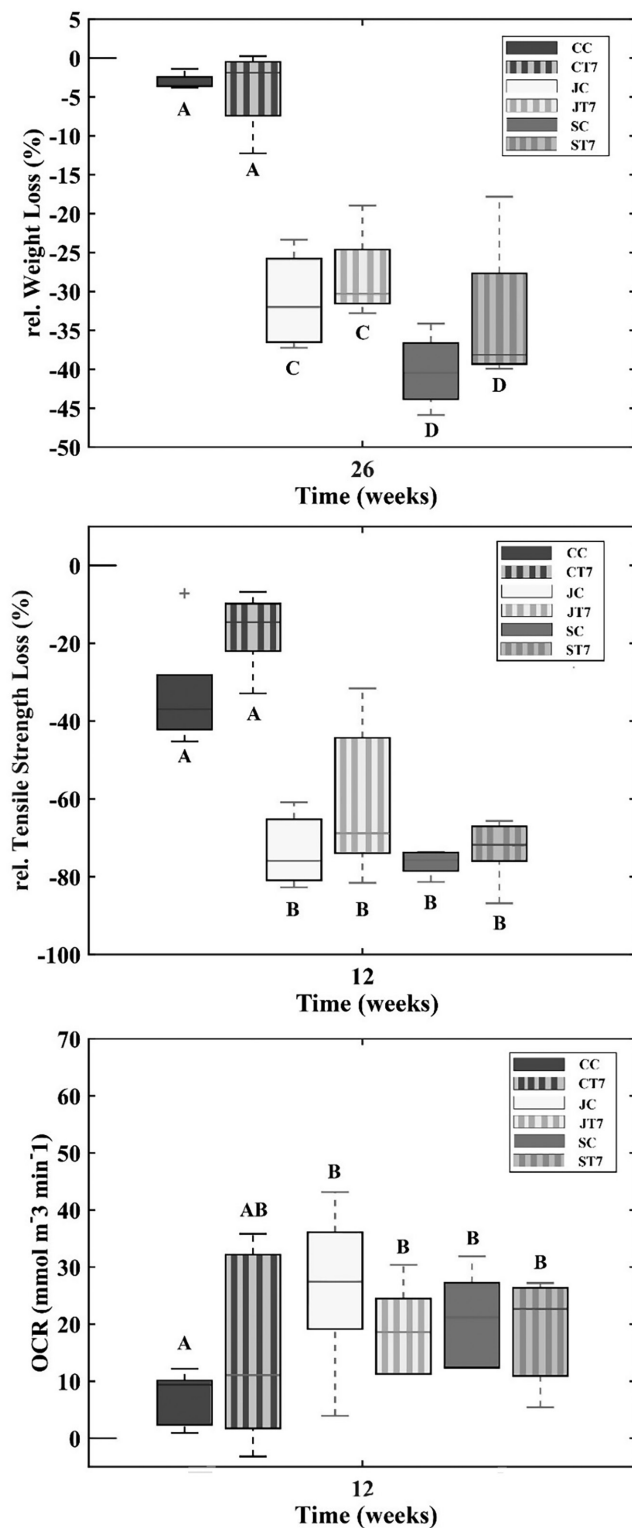 5
0
-5
-10
-15
-20
-25
-30
-35
-40
-45
-50
rel. Weight Loss (%)
CC
CT7
JC
JT7
SC
ST7
A
A
C
C
D
D
26
Time (weeks)
0
-20
-40
-60
-80
-100
rel. Tensile Strength Loss (%)
CC
CT7
JC
JT7
SC
ST7
+
A
A
B
B
B
B
12
Time (weeks)
70
60
50
40
30
20
10
0
OCR (mmol m⁻3 min⁻1)
CC
CT7
JC
JT7
SC
ST7
A
AB
B
B
B
B
12
Time (weeks)